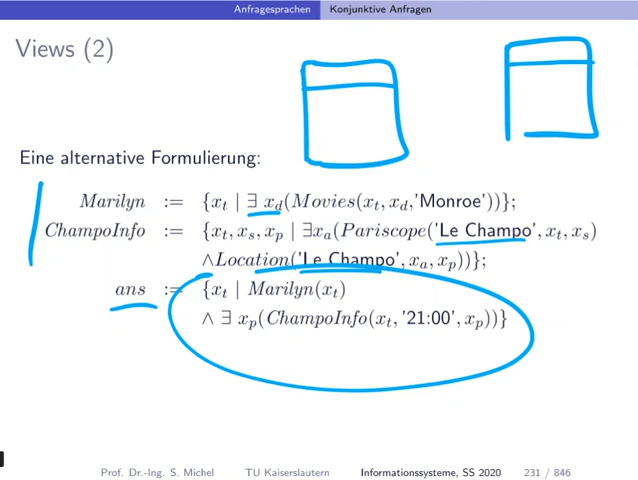 Anfragesprachen Konjunktive Anfragen
Views (2)
Eine alternative Formulierung:
Marilyn := {x_t | ∃ x_d(Movies(x_t, x_d, 'Monroe'))};
ChampoInfo := {x_t, x_s, x_p | ∃x_a(Pariscope('Le Champo', x_t, x_s)
∧Location('Le Champo', x_a, x_p))};
ans := {x_t | Marilyn(x_t)
∧ ∃ x_p(ChampoInfo(x_t, '21:00', x_p))}
Prof. Dr.-Ing. S. Michel TU Kaiserslautern Informationssysteme, SS 2020 231 / 846